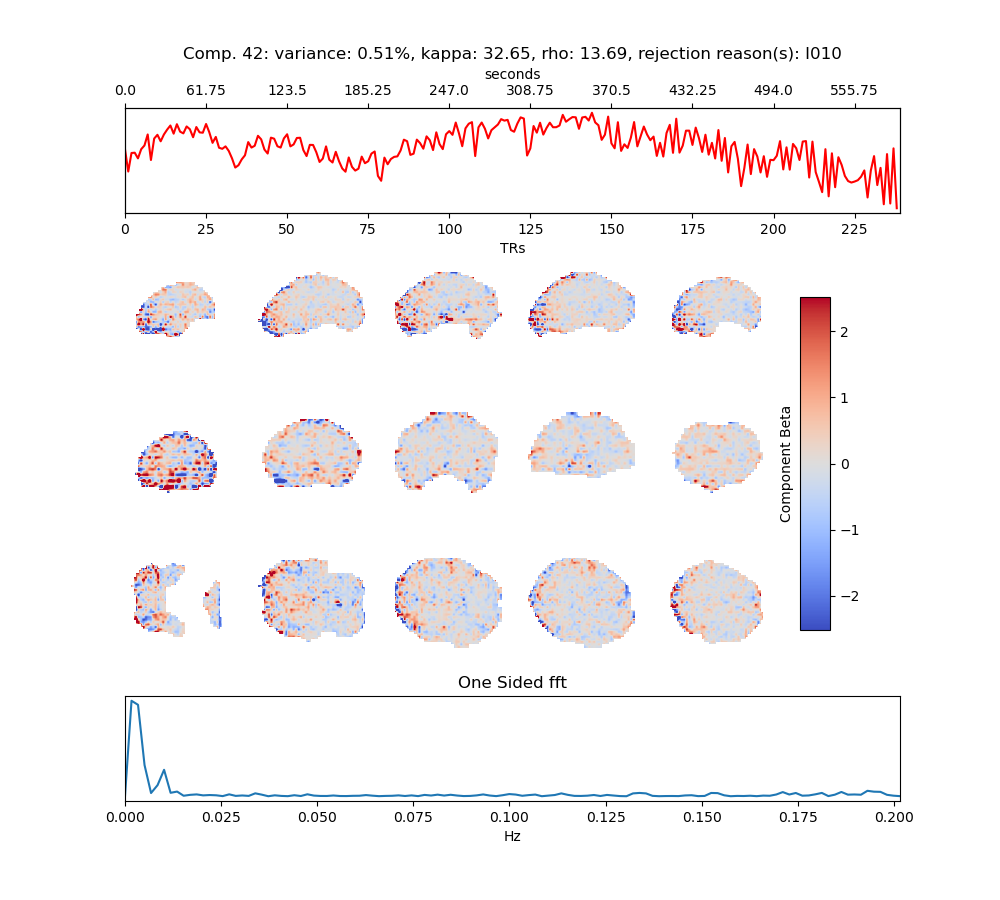 Comp. 42: variance: 0.51%, kappa: 32.65, rho: 13.69, rejection reason(s): I010
seconds
0.0 61.75 123.5 185.25 247.0 308.75 370.5 432.25 494.0 555.75
0 25 50 75 100 125 150 175 200 225
TRs
2
1
0
−1
−2
Component Beta
One Sided fft
0.000 0.025 0.050 0.075 0.100 0.125 0.150 0.175 0.200
Hz